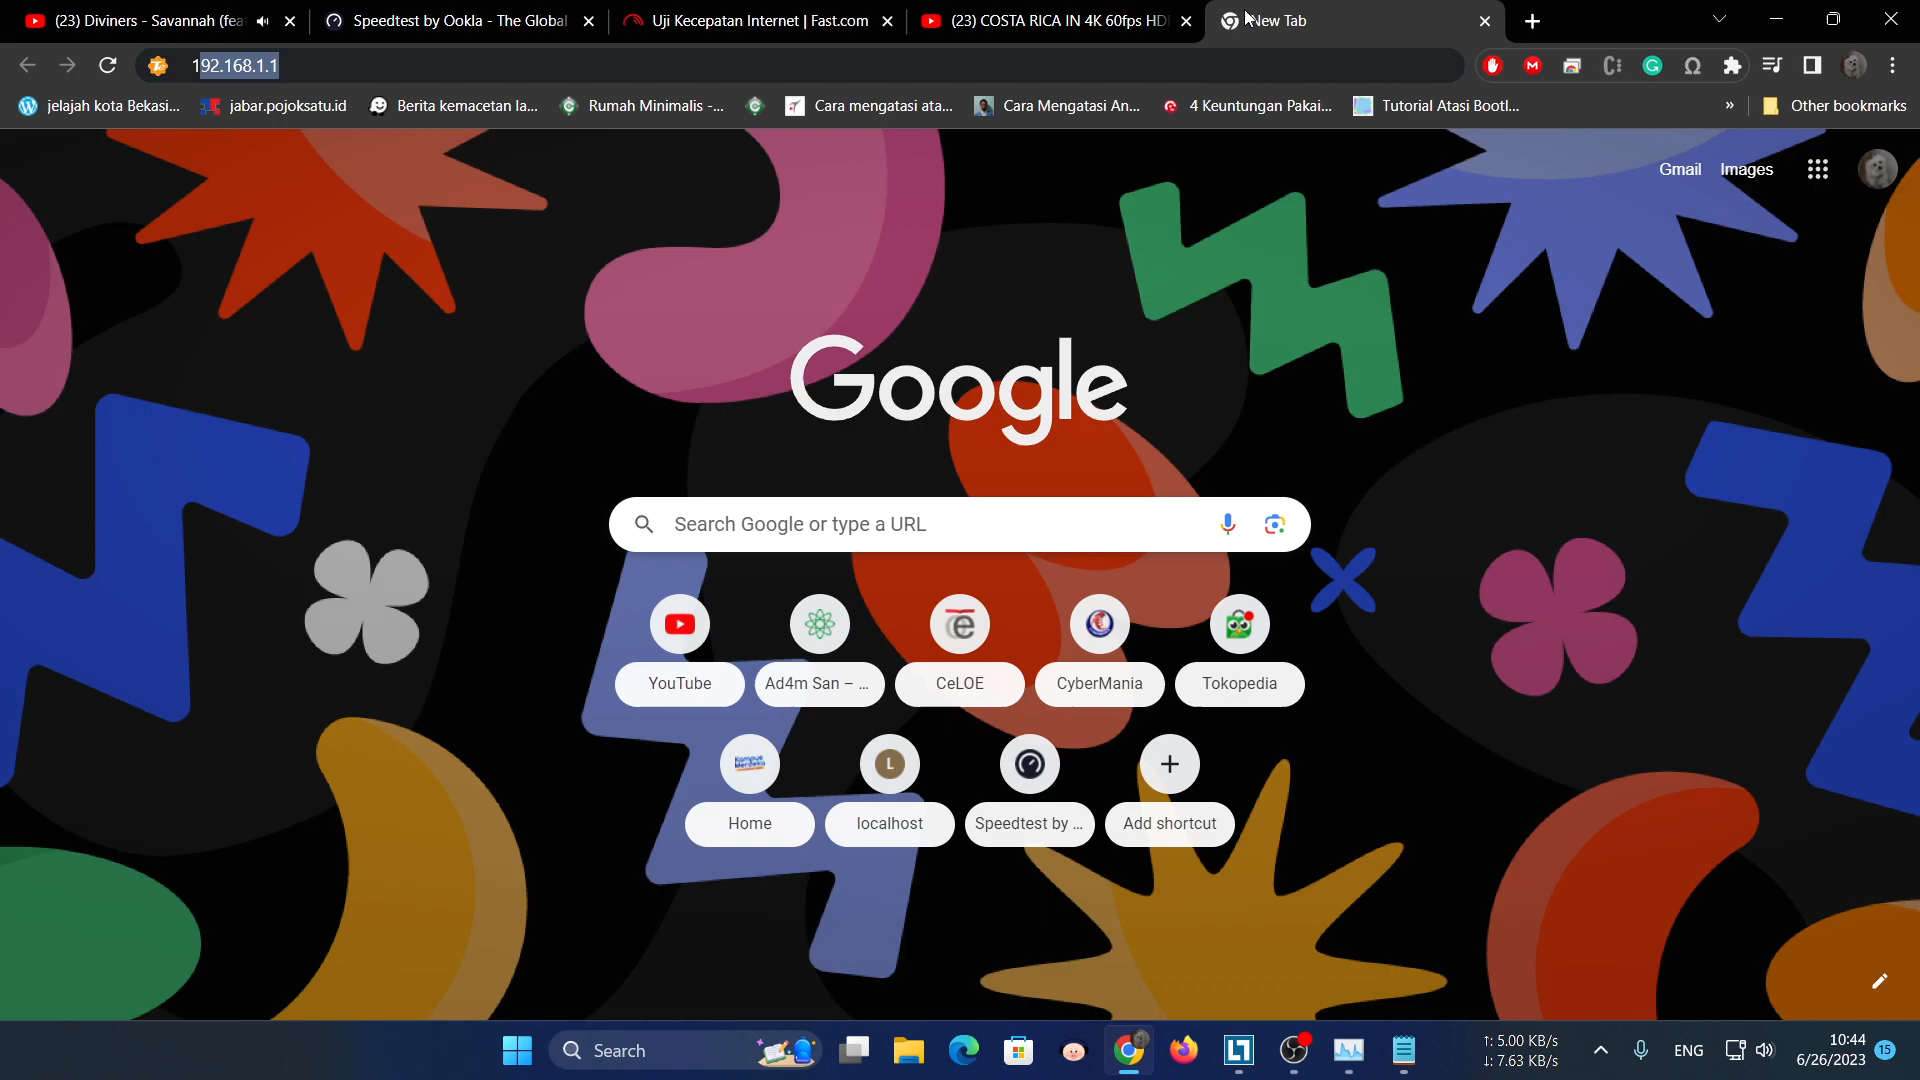 (23) Diviners - Savannah (fea
Speedtest by Ookla - The Global
Uji Kecepatan Internet | Fast.com
(23) COSTA RICA IN 4K 60fps HD
New Tab
192.168.1.1
jelajah kota Bekasi...
jabar.pojoksatu.id
Berita kemacetan la...
Rumah Minimalis -...
Cara mengatasi ata...
Cara Mengatasi An...
4 Keuntungan Pakai...
Tutorial Atasi Bootl...
»
Other bookmarks
Gmail
Images
Google
Search Google or type a URL
YouTube
Ad4m San – ...
CeLOE
CyberMania
Tokopedia
Kampus
Merdeka
L
Home
localhost
Speedtest by ...
Add shortcut
Search
↑: 5.00 KB/s
↓: 7.63 KB/s
ENG
10:44
6/26/2023
15